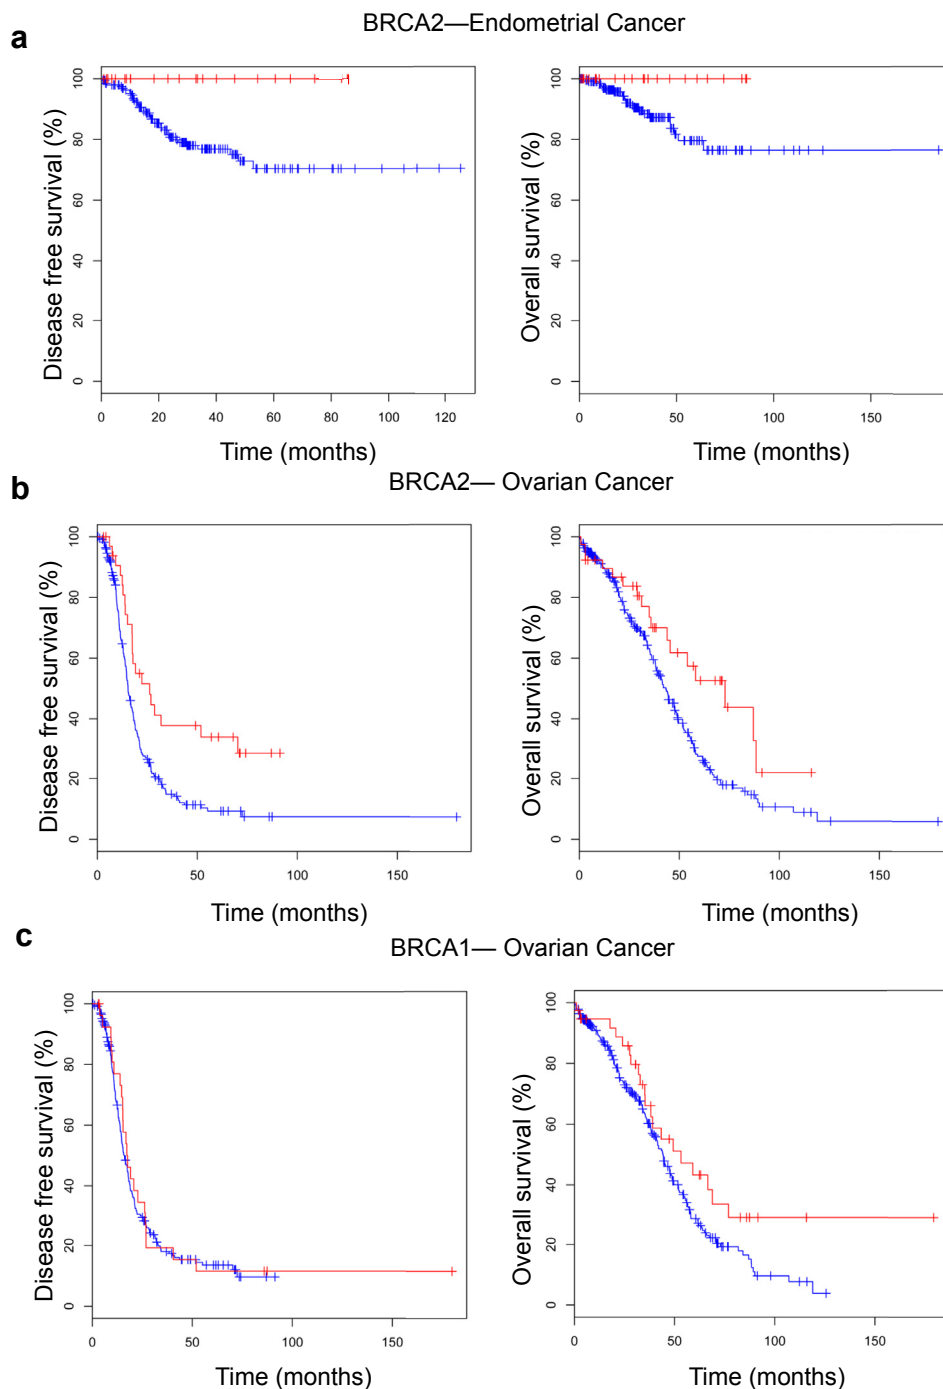 BRCA2—Endometrial Cancer
a
Disease free survival (%)
0 20 40 60 80 100
0 20 40 60 80 100 120
Time (months)
Overall survival (%)
0 20 40 60 80 100
0 50 100 150
Time (months)
BRCA2— Ovarian Cancer
b
Disease free survival (%)
0 20 40 60 80 100
0 50 100 150
Time (months)
Overall survival (%)
0 20 40 60 80 100
0 50 100 150
Time (months)
c
BRCA1— Ovarian Cancer
Disease free survival (%)
0 20 40 60 80 100
0 50 100 150
Time (months)
Overall survival (%)
0 20 40 60 80 100
0 50 100 150
Time (months)